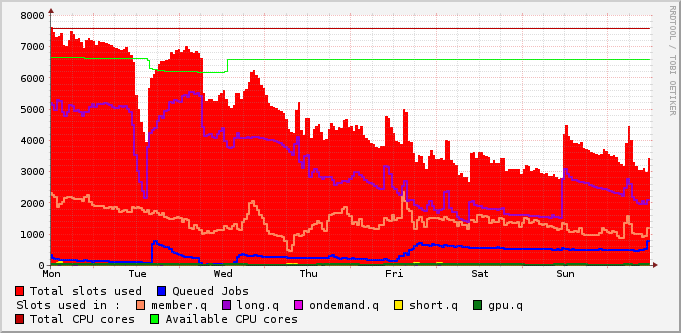 RRDTOOL / TOBI OETIKER
8000
7000
6000
5000
4000
3000
2000
1000
0
Mon Tue Wed Thu Fri Sat Sun
Total slots used Queued Jobs
Slots used in : member.q long.q ondemand.q short.q gpu.q
Total CPU cores Available CPU cores